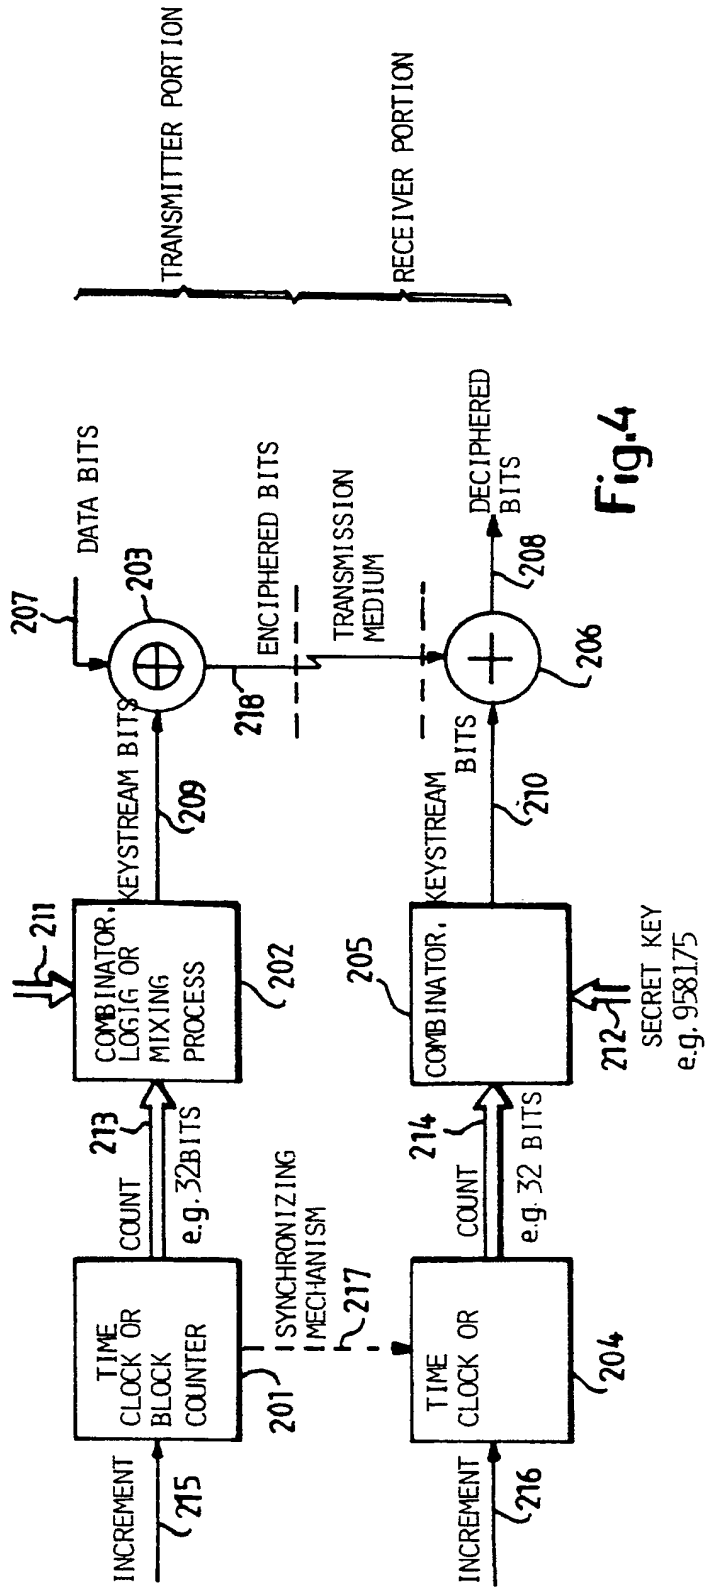 211
207
DATA BITS
TRANSMITTER PORTION
INCREMENT
215
TIME
CLOCK OR
BLOCK
COUNTER
201
COUNT
213
e.g. 32BITS
COMBINATOR.
LOGIG OR
MIXING
PROCESS
202
KEYSTREAM BITS
209
203
218
ENCIPHERED BITS
SYNCHRONIZING
MECHANISM
217
TRANSMISSION
MEDIUM
RECEIVER PORTION
INCREMENT
216
TIME
CLOCK OR
204
COUNT
214
e.g. 32 BITS
205
COMBINATOR.
212
SECRET KEY
e.g. 958175
KEYSTREAM
BITS
210
206
208
DECIPHERED
BITS
Fig.4